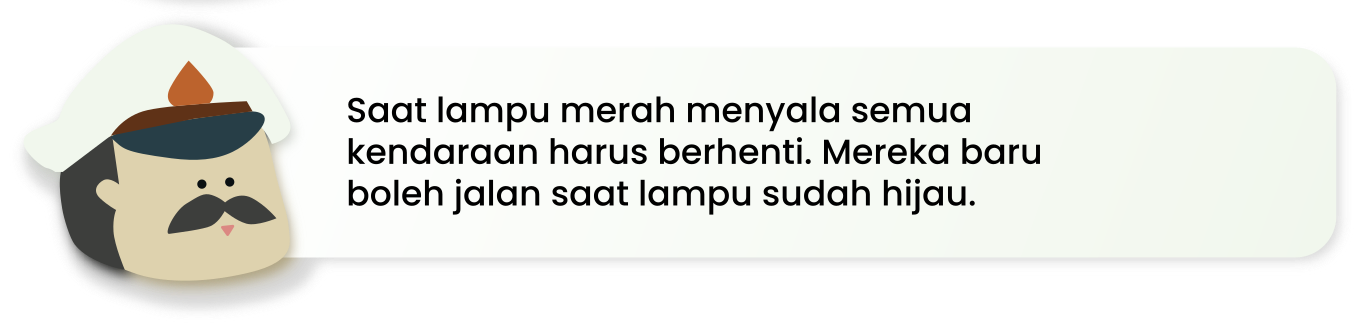 Saat lampu merah menyala semua
kendaraan harus berhenti. Mereka baru
boleh jalan saat lampu sudah hijau.